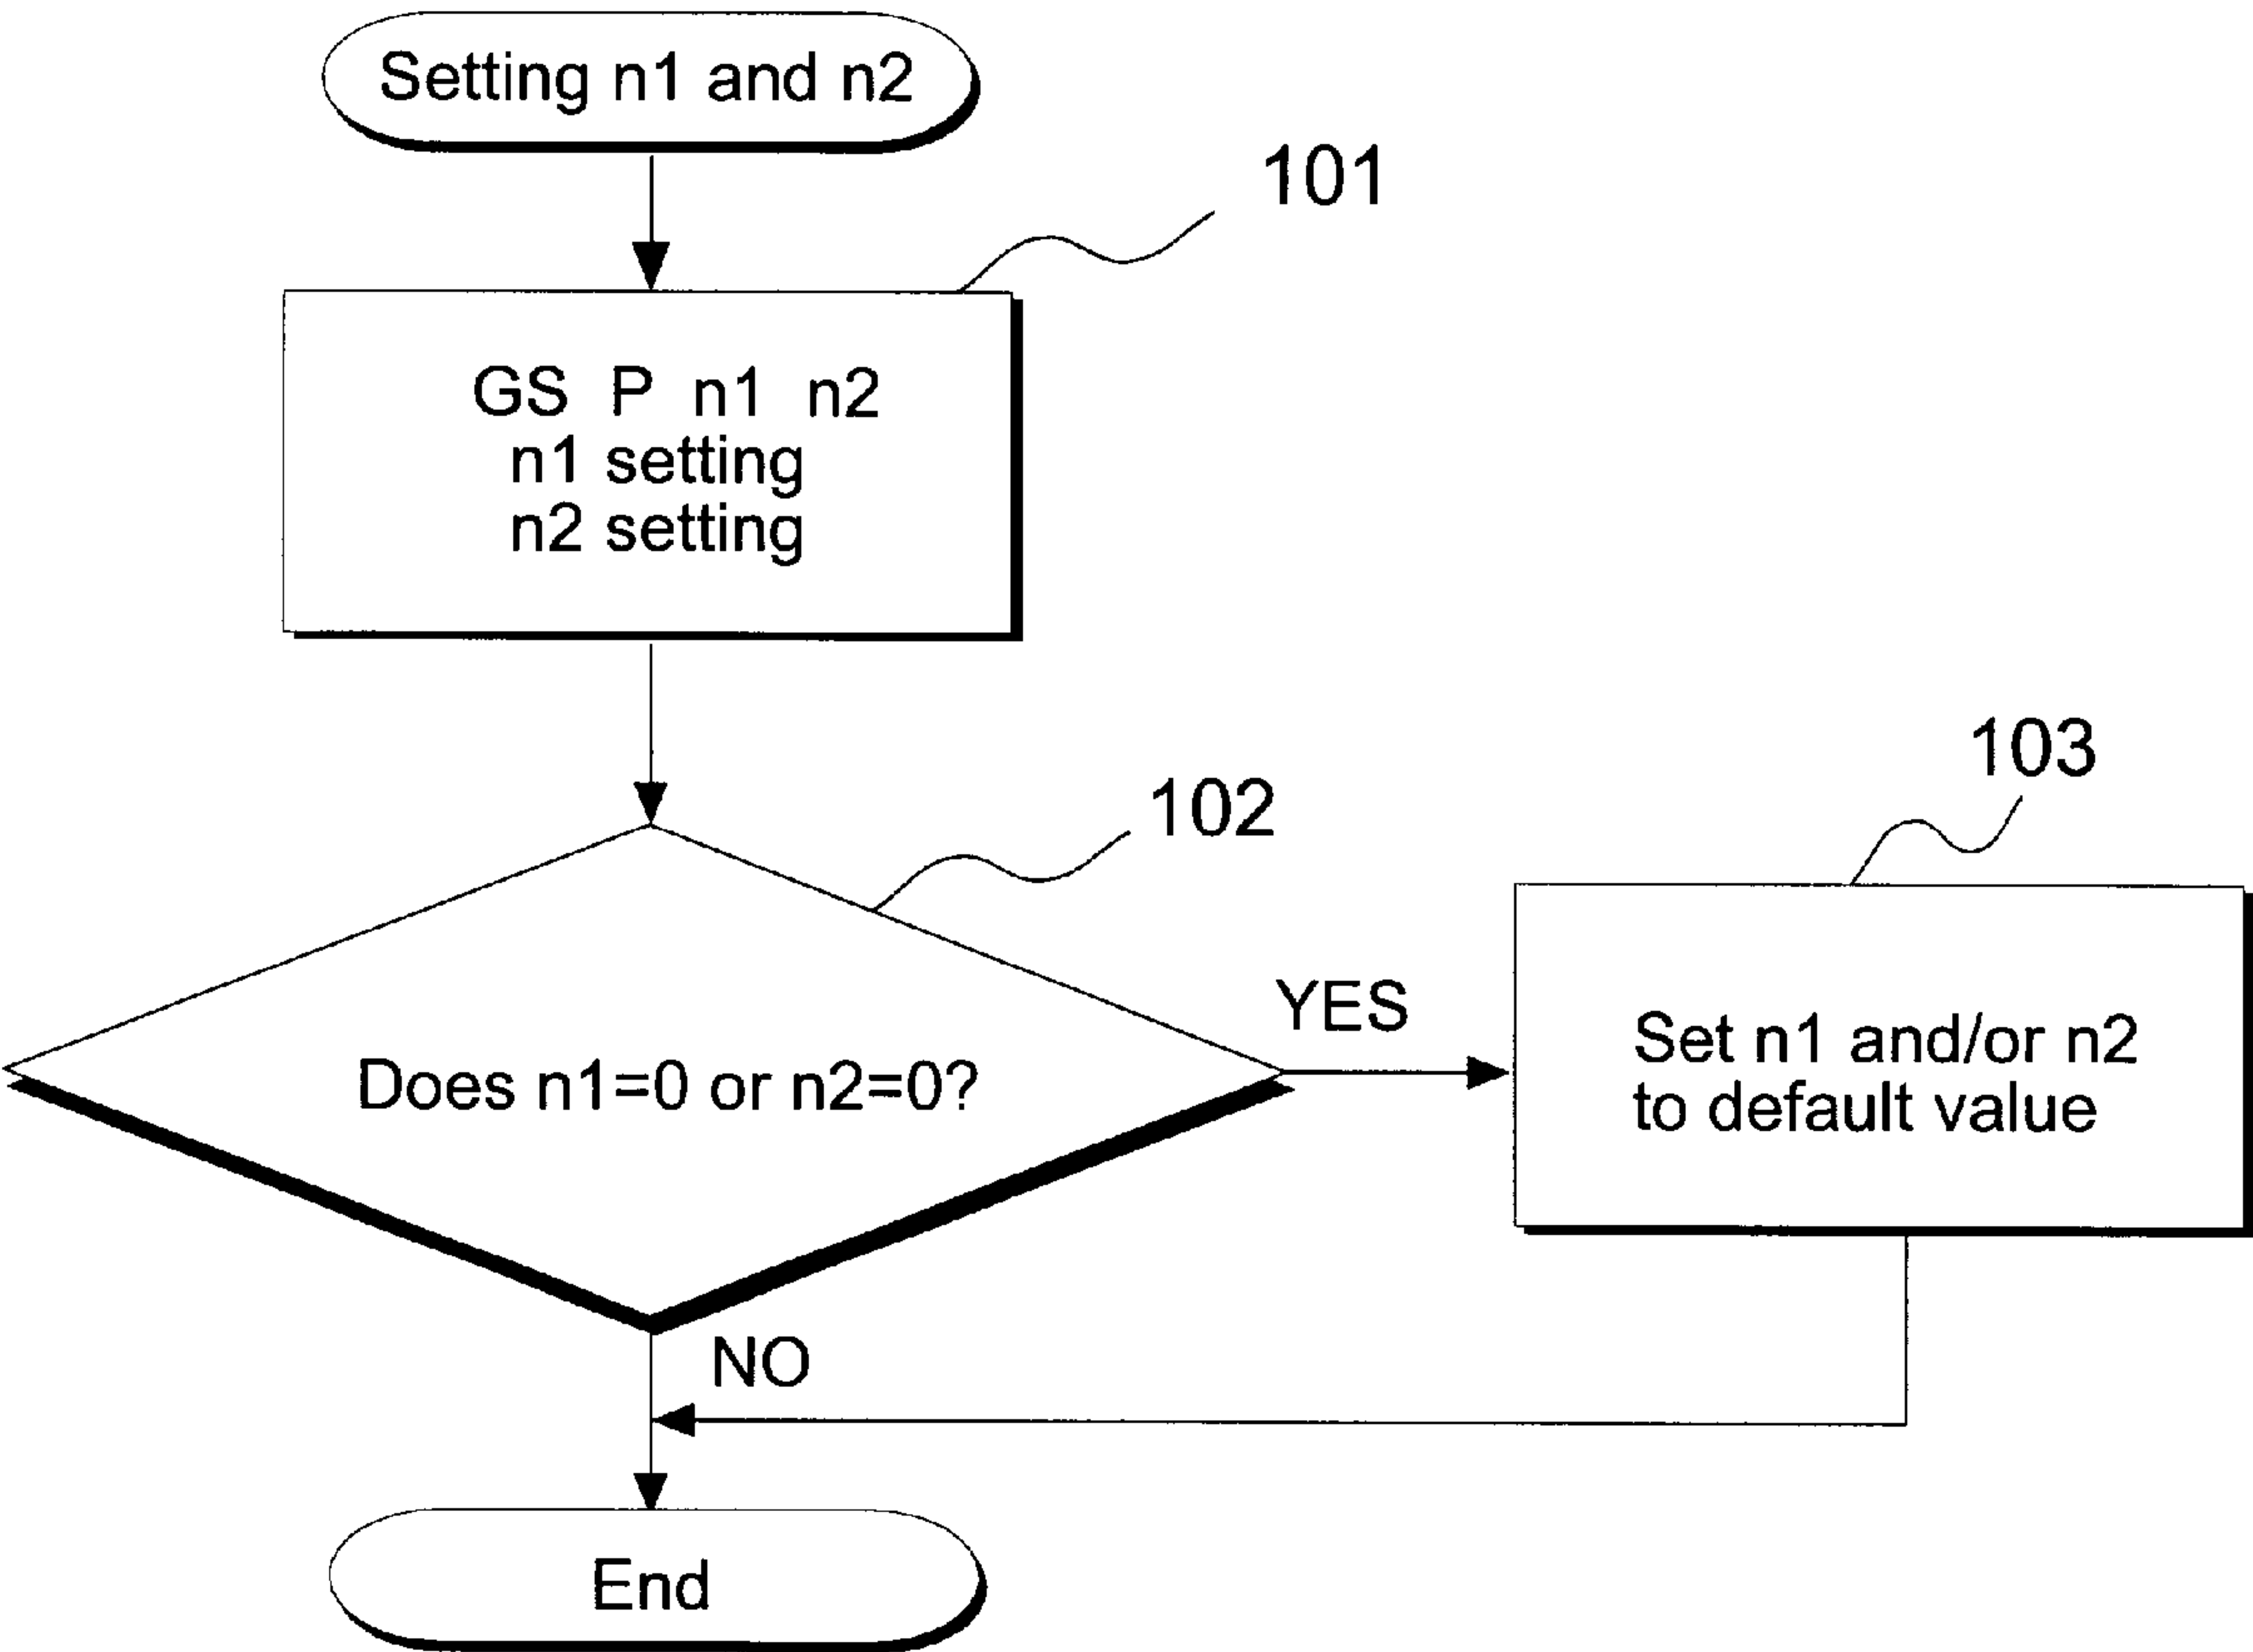 Setting n1 and n2
101
GS P n1 n2
n1 setting
n2 setting
102
103
Does n1=0 or n2=0?
YES
Set n1 and/or n2
to default value
NO
End